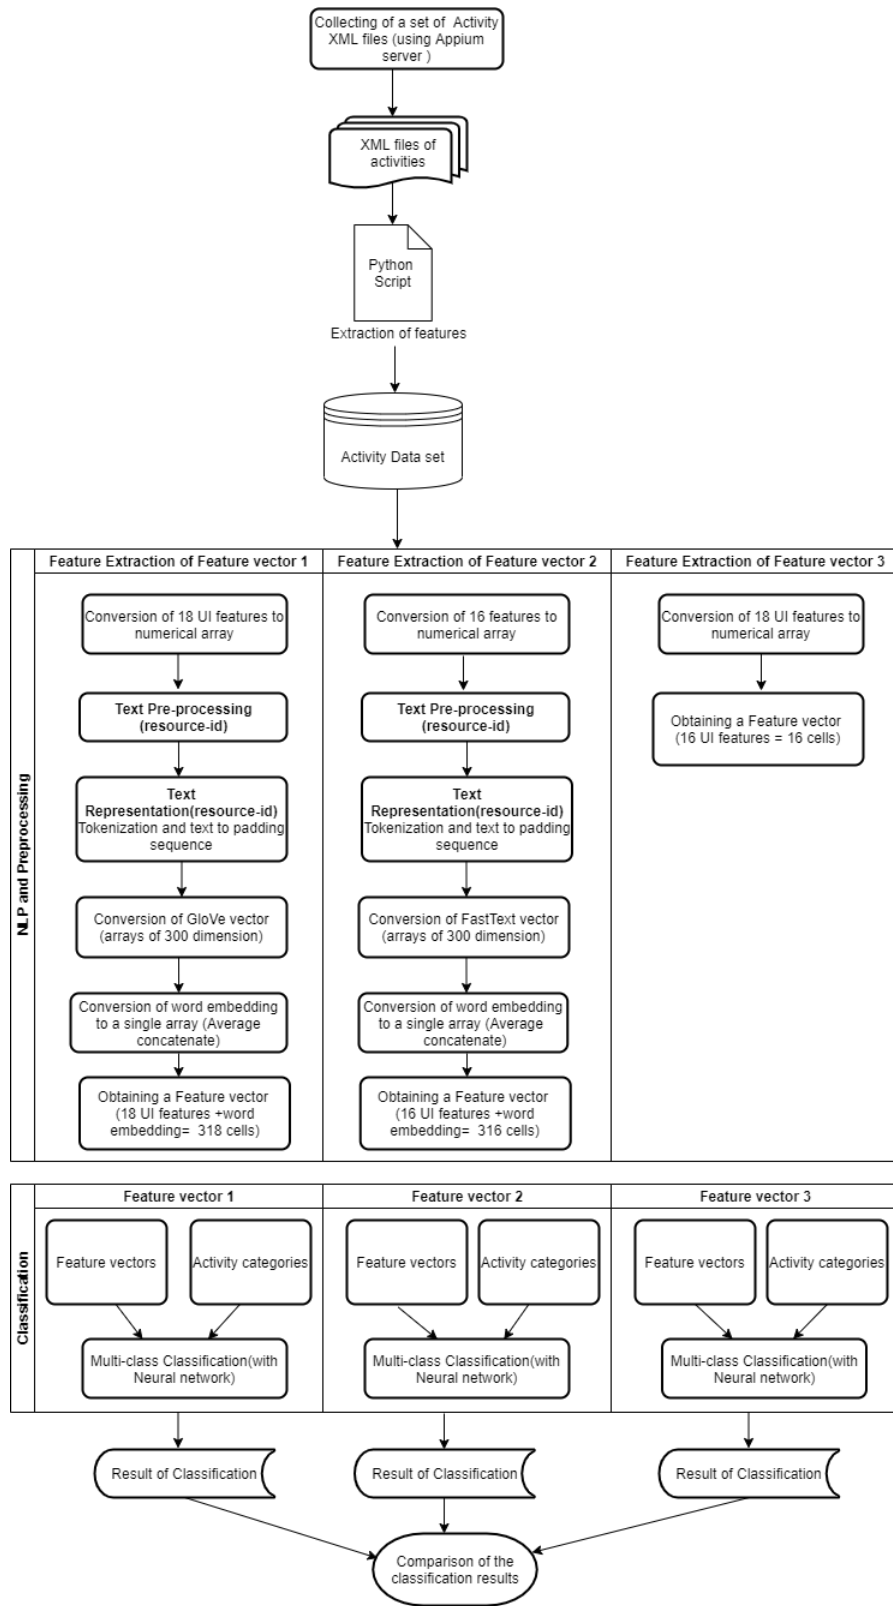 Collecting of a set of  Activity
XML files (using Appium
server )
XML files of
activities
Python
Script
Extraction of features
Activity Data set
NLP and Preprocessing
Feature Extraction of Feature vector 1
Conversion of 18 UI features to
numerical array
Text Pre-processing
(resource-id)
Text
Representation(resource-id)
Tokenization and text to padding
sequence
Conversion of GloVe vector
(arrays of 300 dimension)
Conversion of word embedding
to a single array (Average
concatenate)
Obtaining a Feature vector
(18 UI features +word
embedding=  318 cells)
Feature Extraction of Feature vector 2
Conversion of 16 features to
numerical array
Text Pre-processing
(resource-id)
Text
Representation(resource-id)
Tokenization and text to padding
sequence
Conversion of FastText vector
(arrays of 300 dimension)
Conversion of word embedding
to a single array (Average
concatenate)
Obtaining a Feature vector
(16 UI features +word
embedding=  316 cells)
Feature Extraction of Feature vector 3
Conversion of 18 UI features to
numerical array
Obtaining a Feature vector
(16 UI features = 16 cells)
Classification
Feature vector 1
Feature vectors
Activity categories
Multi-class Classification(with
Neural network)
Feature vector 2
Feature vectors
Activity categories
Multi-class Classification(with
Neural network)
Feature vector 3
Feature vectors
Activity categories
Multi-class Classification(with
Neural network)
Result of Classification
Result of Classification
Result of Classification
Comparison of the
classification results